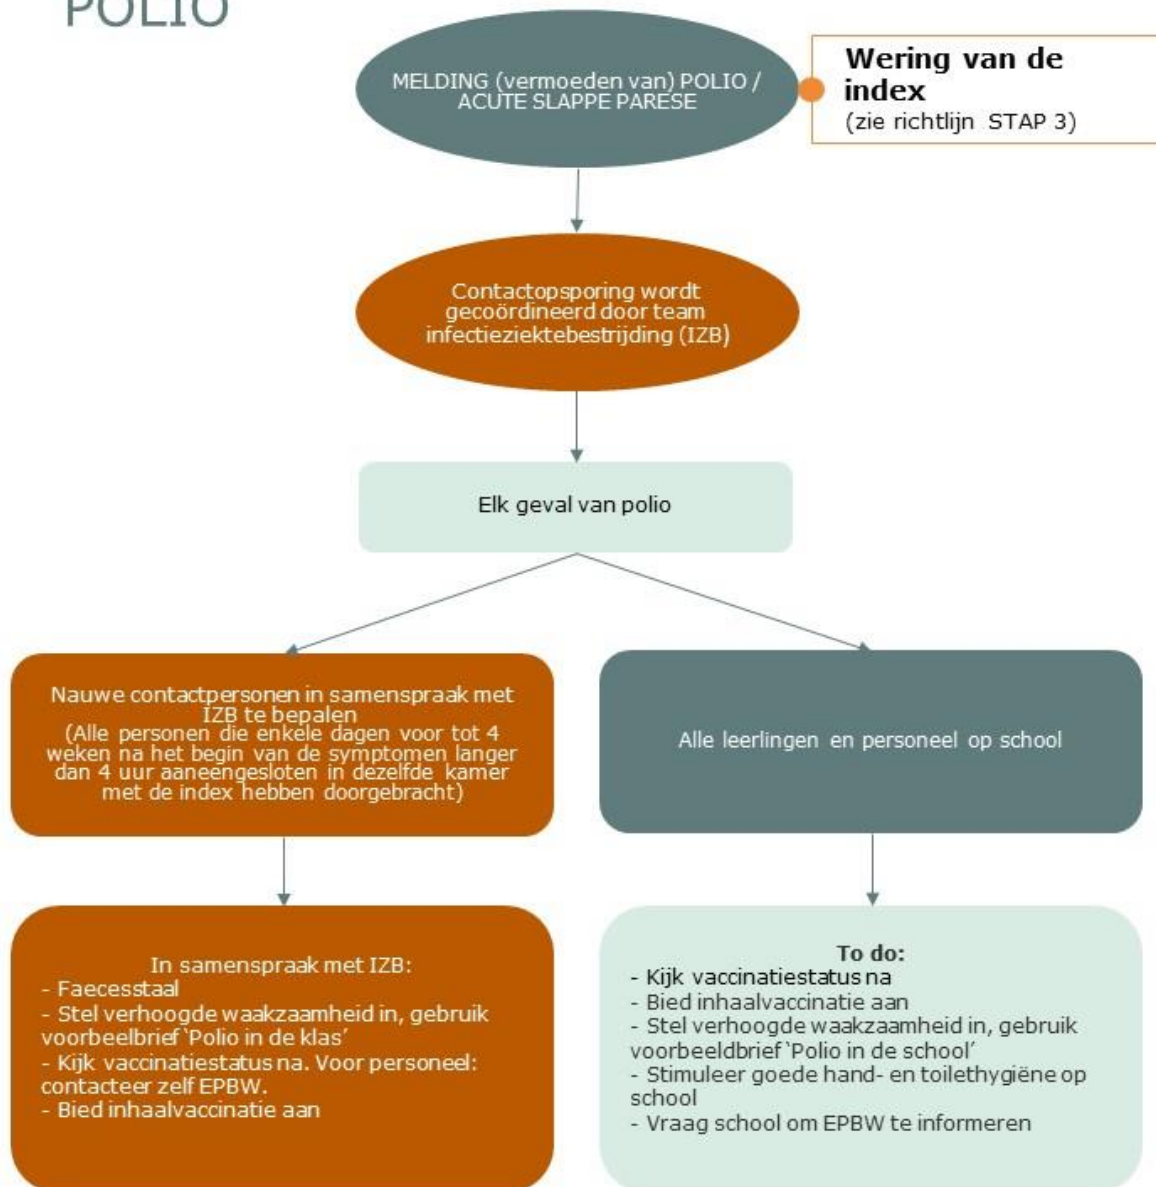 POLIO
MELDING (vermoeden van) POLIO /
ACUTE SLAPPE PARESE
Wering van de
index
(zie richtlijn STAP 3)
Contactopsporing wordt
gecoördineerd door team
infectieziektebestrijding (IZB)
Elk geval van polio
Nauwe contactpersonen in samenspraak met
IZB te bepalen
(Alle personen die enkele dagen voor tot 4
weken na het begin van de symptomen langer
dan 4 uur aaneengesloten in dezelfde kamer
met de index hebben doorgebracht)
Alle leerlingen en personeel op school
In samenspraak met IZB:
- Faecesstaal
- Stel verhoogde waakzaamheid in, gebruik
voorbeelbrief ‘Polio in de klas’
- Kijk vaccinatiestatus na. Voor personeel:
contacteer zelf EPBW.
- Bied inhaalvaccinatie aan
To do:
- Kijk vaccinatiestatus na
- Bied inhaalvaccinatie aan
- Stel verhoogde waakzaamheid in, gebruik
voorbeeldbrief ‘Polio in de school’
- Stimuleer goede hand- en toilethygiëne op
school
- Vraag school om EPBW te informeren